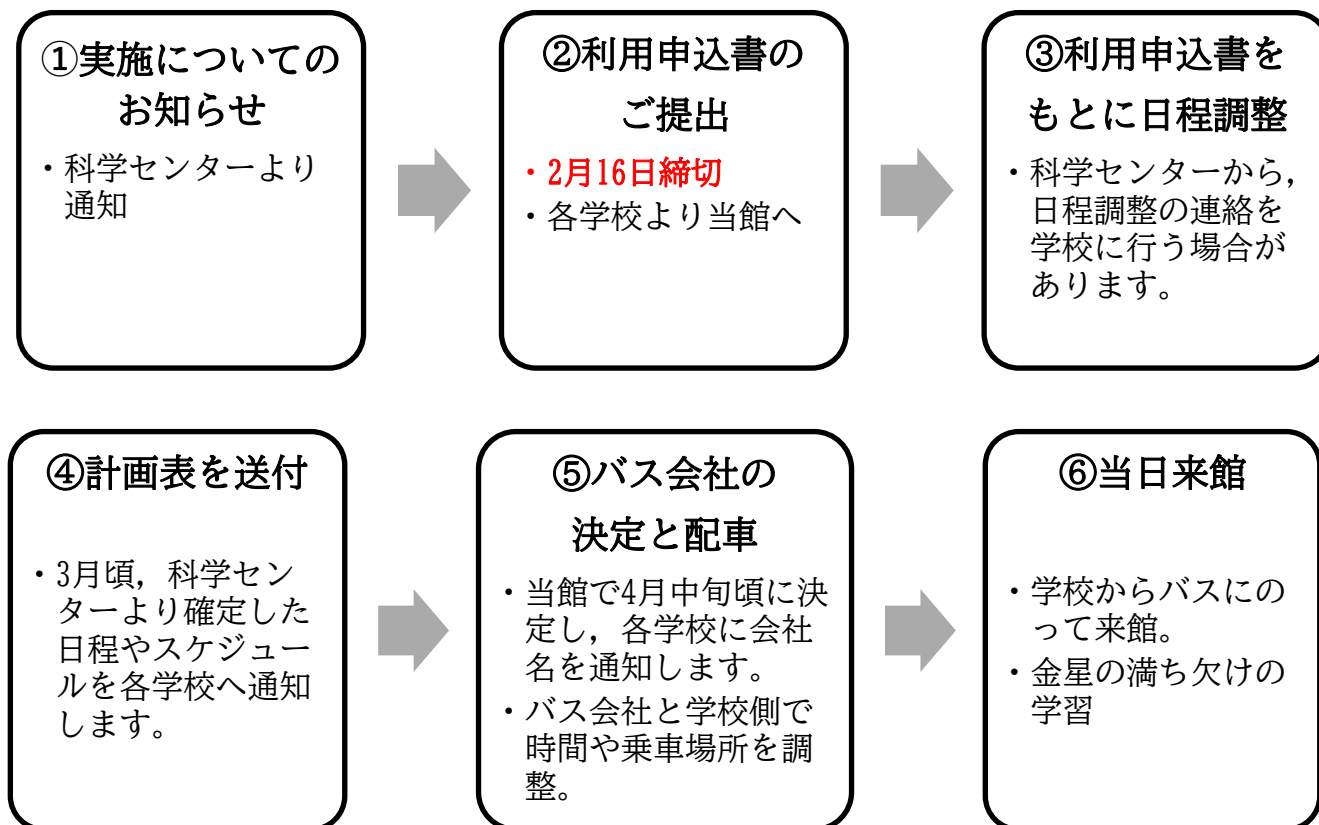 ①実施についての
お知らせ
・科学センターより
通知
②利用申込書の
ご提出
・2月16日締切
・各学校より当館へ
③利用申込書を
もとに日程調整
・科学センターから，
日程調整の連絡を
学校に行う場合が
あります。
④計画表を送付
・3月頃，科学セン
ターより確定した
日程やスケジュー
ルを各学校へ通知
します。
⑤バス会社の
決定と配車
・当館で4月中旬頃に決
定し，各学校に会社
名を通知します。
・バス会社と学校側で
時間や乗車場所を調
整。
⑥当日来館
・学校からバスにの
って来館。
・金星の満ち欠けの
学習